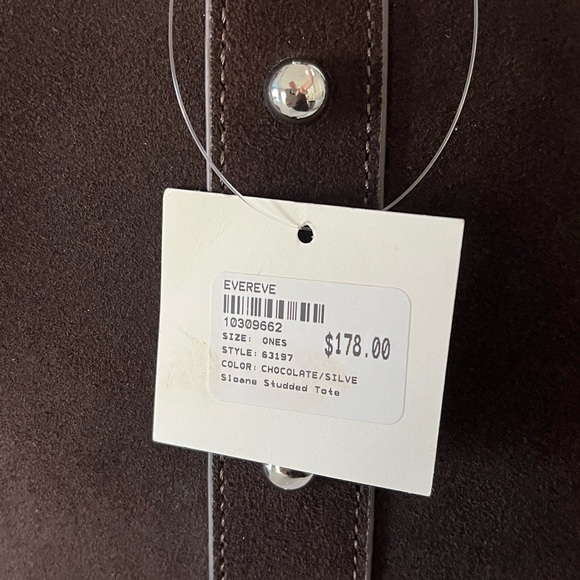 EVEREVE
10309662
SIZE: ONES
$178.00
STYLE: 63197
COLOR: CHOCOLATE/SILVE
Sloane Studded Tote